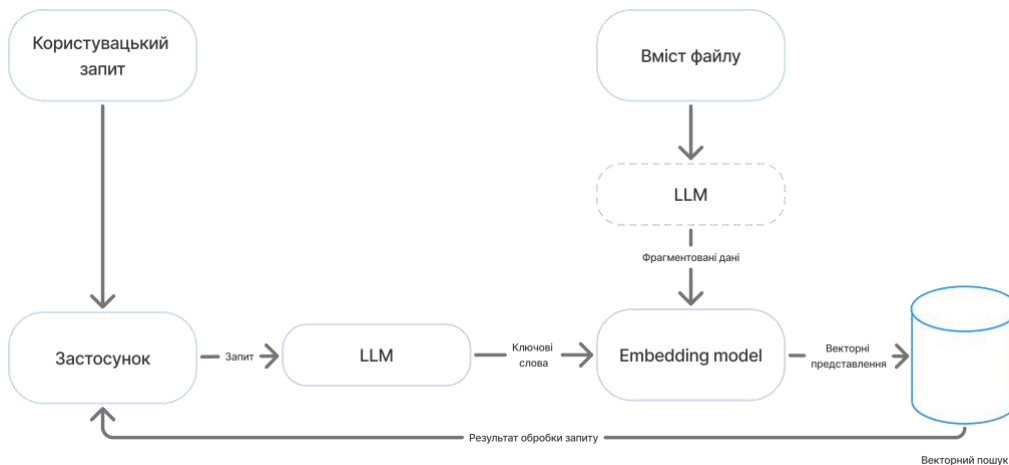 Користувацький
запит
Вміст файлу
LLM
Фрагментовані дані
Застосунок
Запит
LLM
Ключові
слова
Embedding model
Векторні
представлення
Результат обробки запиту
Векторний пошук